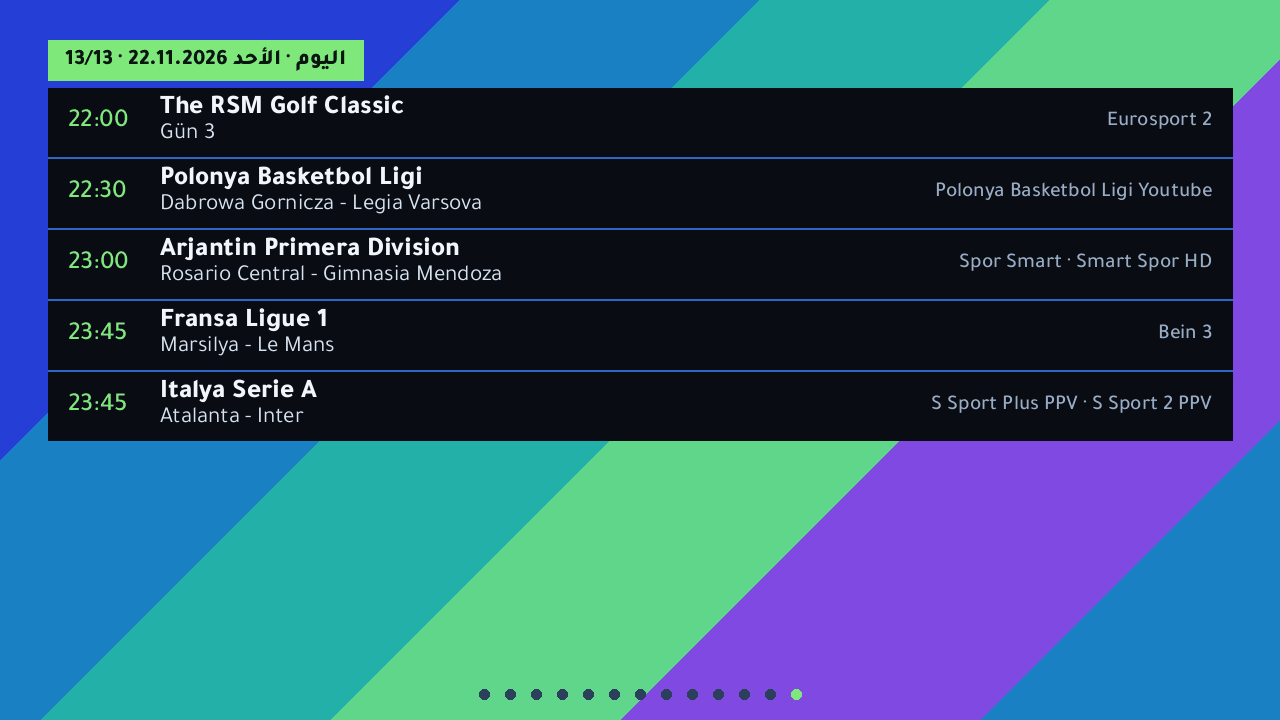 اليوم · الأحد 22.11.2026 · 13/13
22:00
The RSM Golf Classic
Gün 3
Eurosport 2
22:30
Polonya Basketbol Ligi
Dabrowa Gornicza - Legia Varsova
Polonya Basketbol Ligi Youtube
23:00
Arjantin Primera Division
Rosario Central - Gimnasia Mendoza
Spor Smart · Smart Spor HD
23:45
Fransa Ligue 1
Marsilya - Le Mans
Bein 3
23:45
Italya Serie A
Atalanta - Inter
S Sport Plus PPV · S Sport 2 PPV